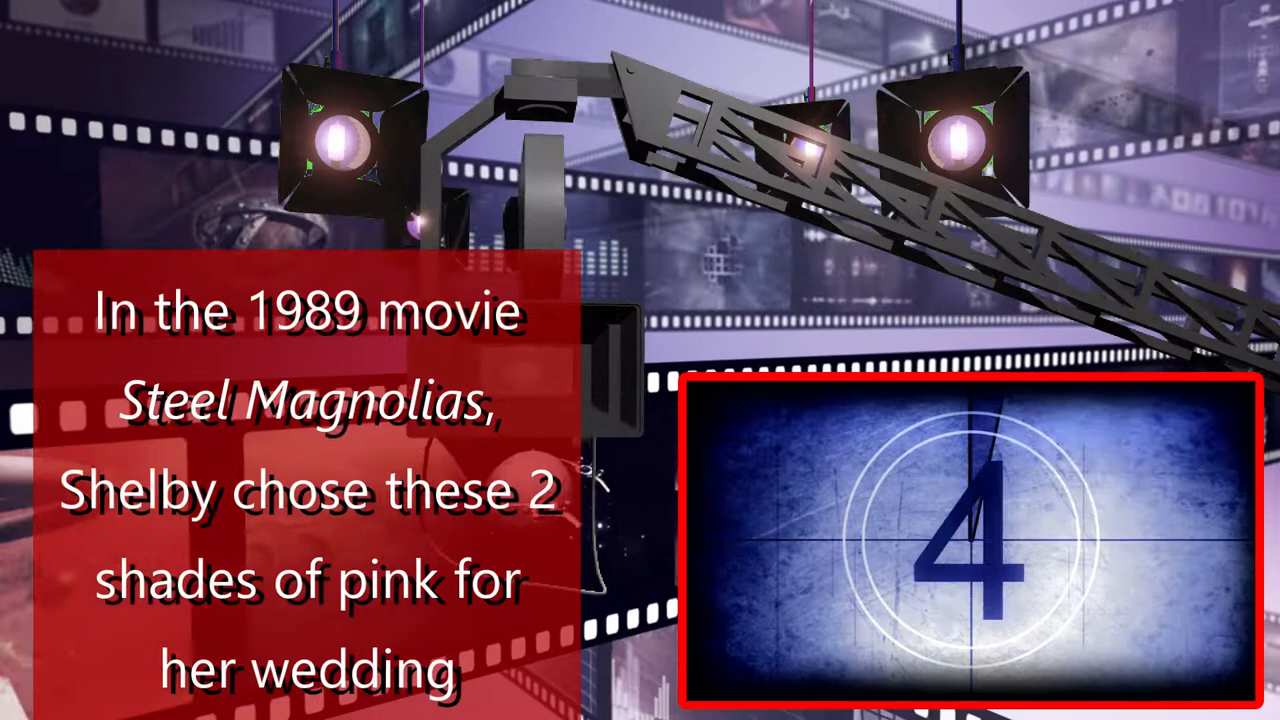 In the 1989 movie
Steel Magnolias,
Shelby chose these 2
shades of pink for
her wedding
4